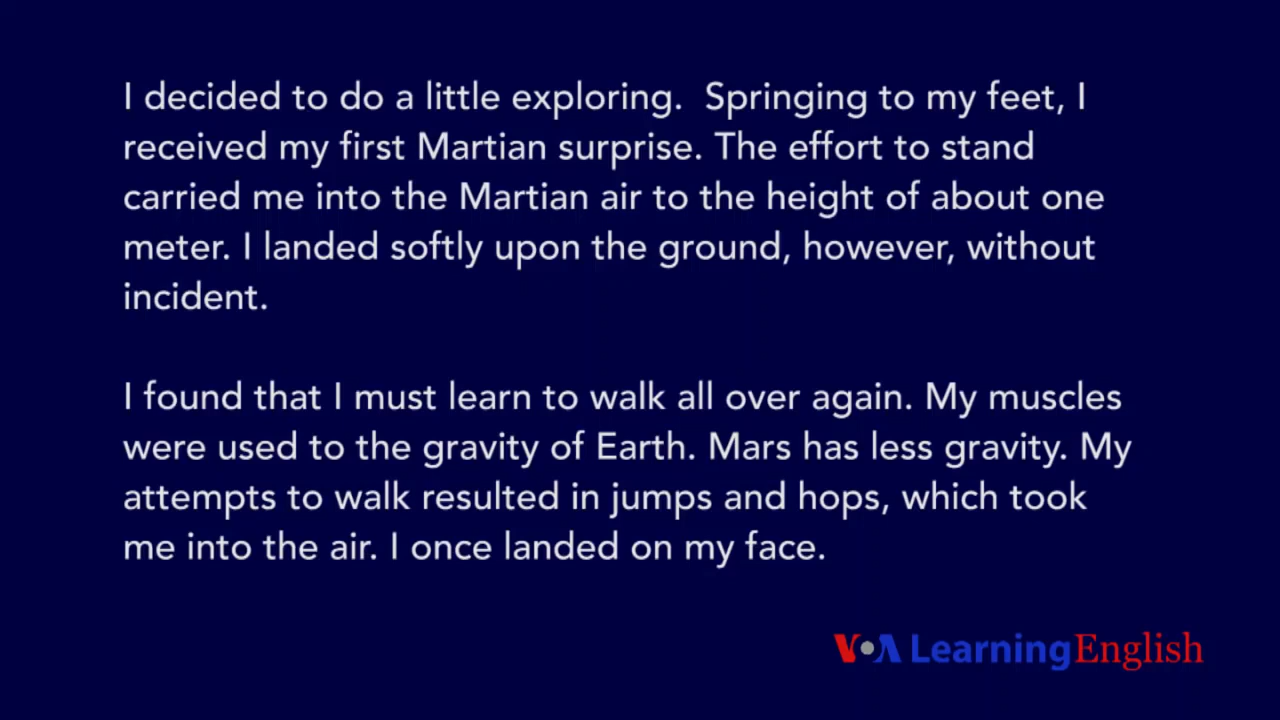 I decided to do a little exploring.  Springing to my feet, I
received my first Martian surprise. The effort to stand
carried me into the Martian air to the height of about one
meter. I landed softly upon the ground, however, without
incident.
I found that I must learn to walk all over again. My muscles
were used to the gravity of Earth. Mars has less gravity. My
attempts to walk resulted in jumps and hops, which took
me into the air. I once landed on my face.
VOA Learning English